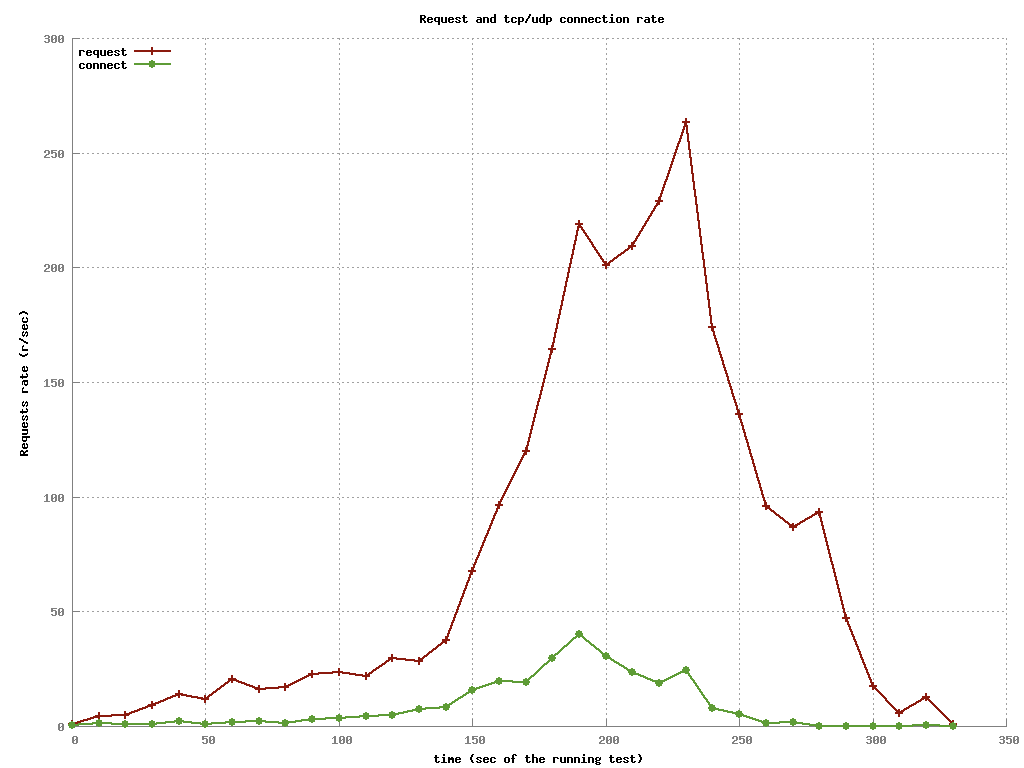 Request and tcp/udp connection rate
300
request
connect
250
200
150
100
50
0
Requests rate (r/sec)
0 50 100 150 200 250 300 350
time (sec of the running test)